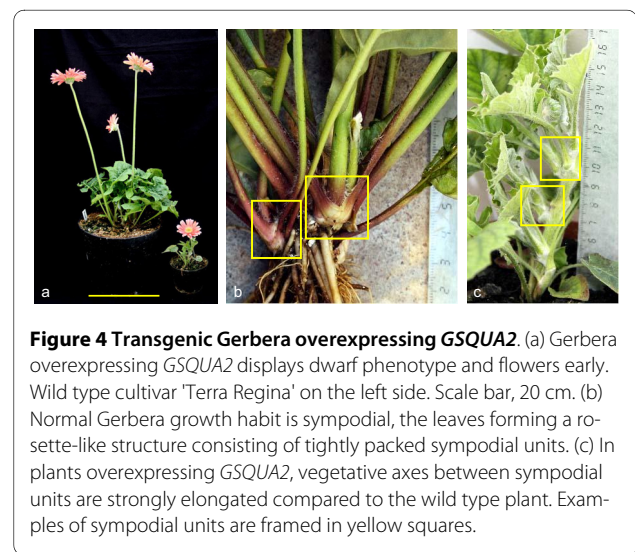 a
b
c
Figure 4 Transgenic Gerbera overexpressing GSQUA2. (a) Gerbera
overexpressing GSQUA2 displays dwarf phenotype and flowers early.
Wild type cultivar 'Terra Regina' on the left side. Scale bar, 20 cm. (b)
Normal Gerbera growth habit is sympodial, the leaves forming a ro-
sette-like structure consisting of tightly packed sympodial units. (c) In
plants overexpressing GSQUA2, vegetative axes between sympodial
units are strongly elongated compared to the wild type plant. Exam-
ples of sympodial units are framed in yellow squares.